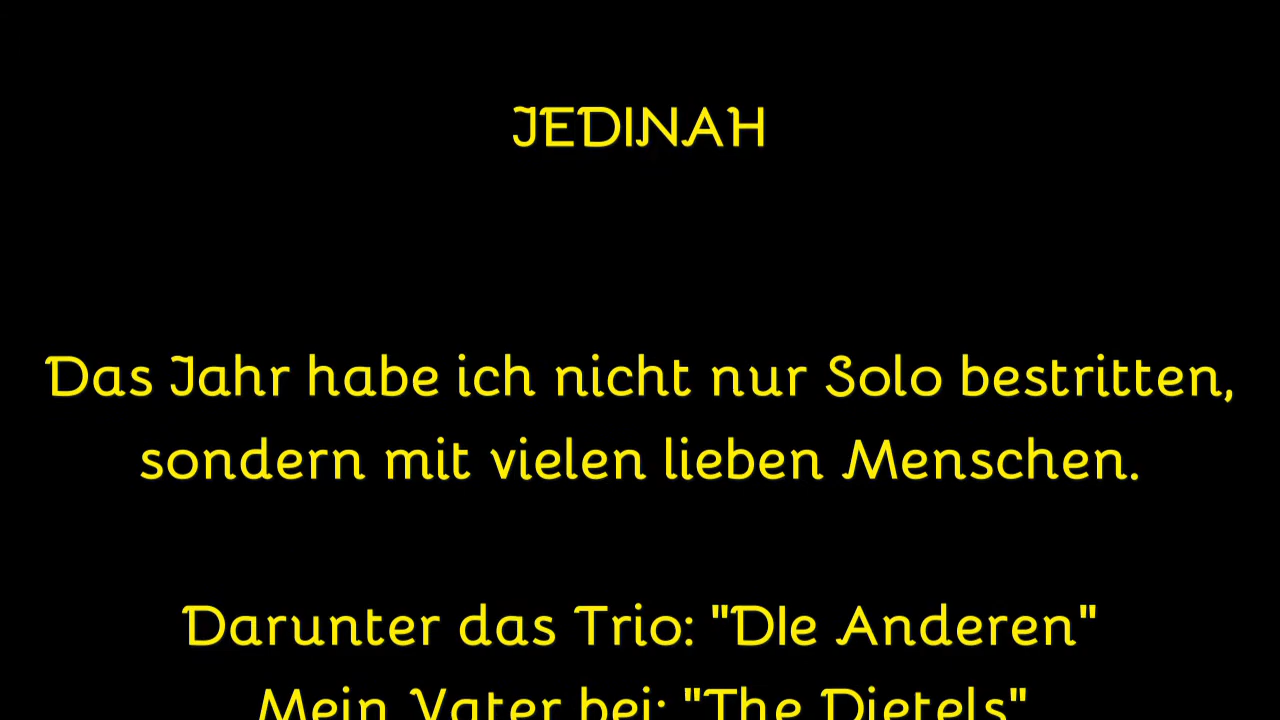 JEDINAH
Das Jahr habe ich nicht nur Solo bestritten,
sondern mit vielen lieben Menschen.
Darunter das Trio: "DIe Anderen"
Mein Vater bei: "The Dietels"